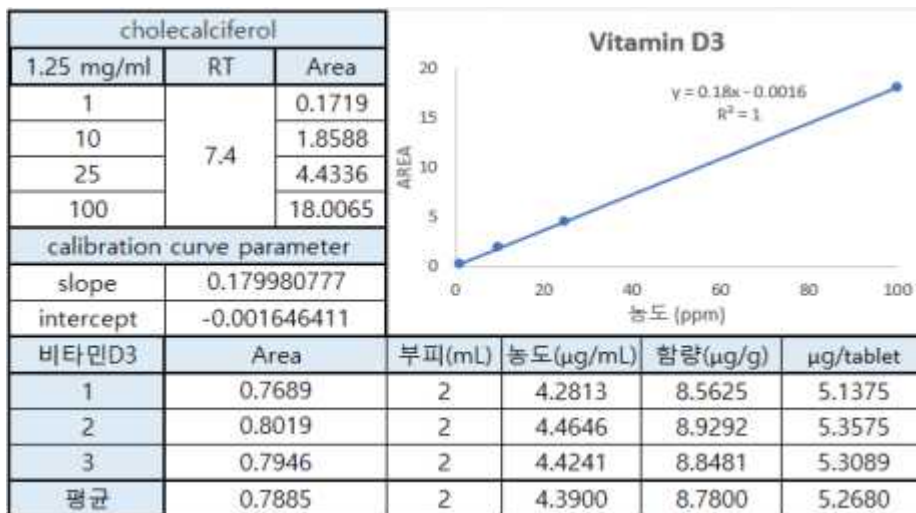 cholecalciferol
1.25 mg/ml RT Area
1 0.1719
10 1.8588
7.4
25 4.4336
100 18.0065
calibration curve parameter
slope 0.179980777
intercept -0.001646411
Vitamin D3
y = 0.18x - 0.0016
R² = 1
AREA
20
15
10
5
0
0 20 40 60 80 100
농도 (ppm)
비타민D3 Area 부피(mL) 농도(μg/mL) 함량(μg/g) μg/tablet
1 0.7689 2 4.2813 8.5625 5.1375
2 0.8019 2 4.4646 8.9292 5.3575
3 0.7946 2 4.4241 8.8481 5.3089
평균 0.7885 2 4.3900 8.7800 5.2680